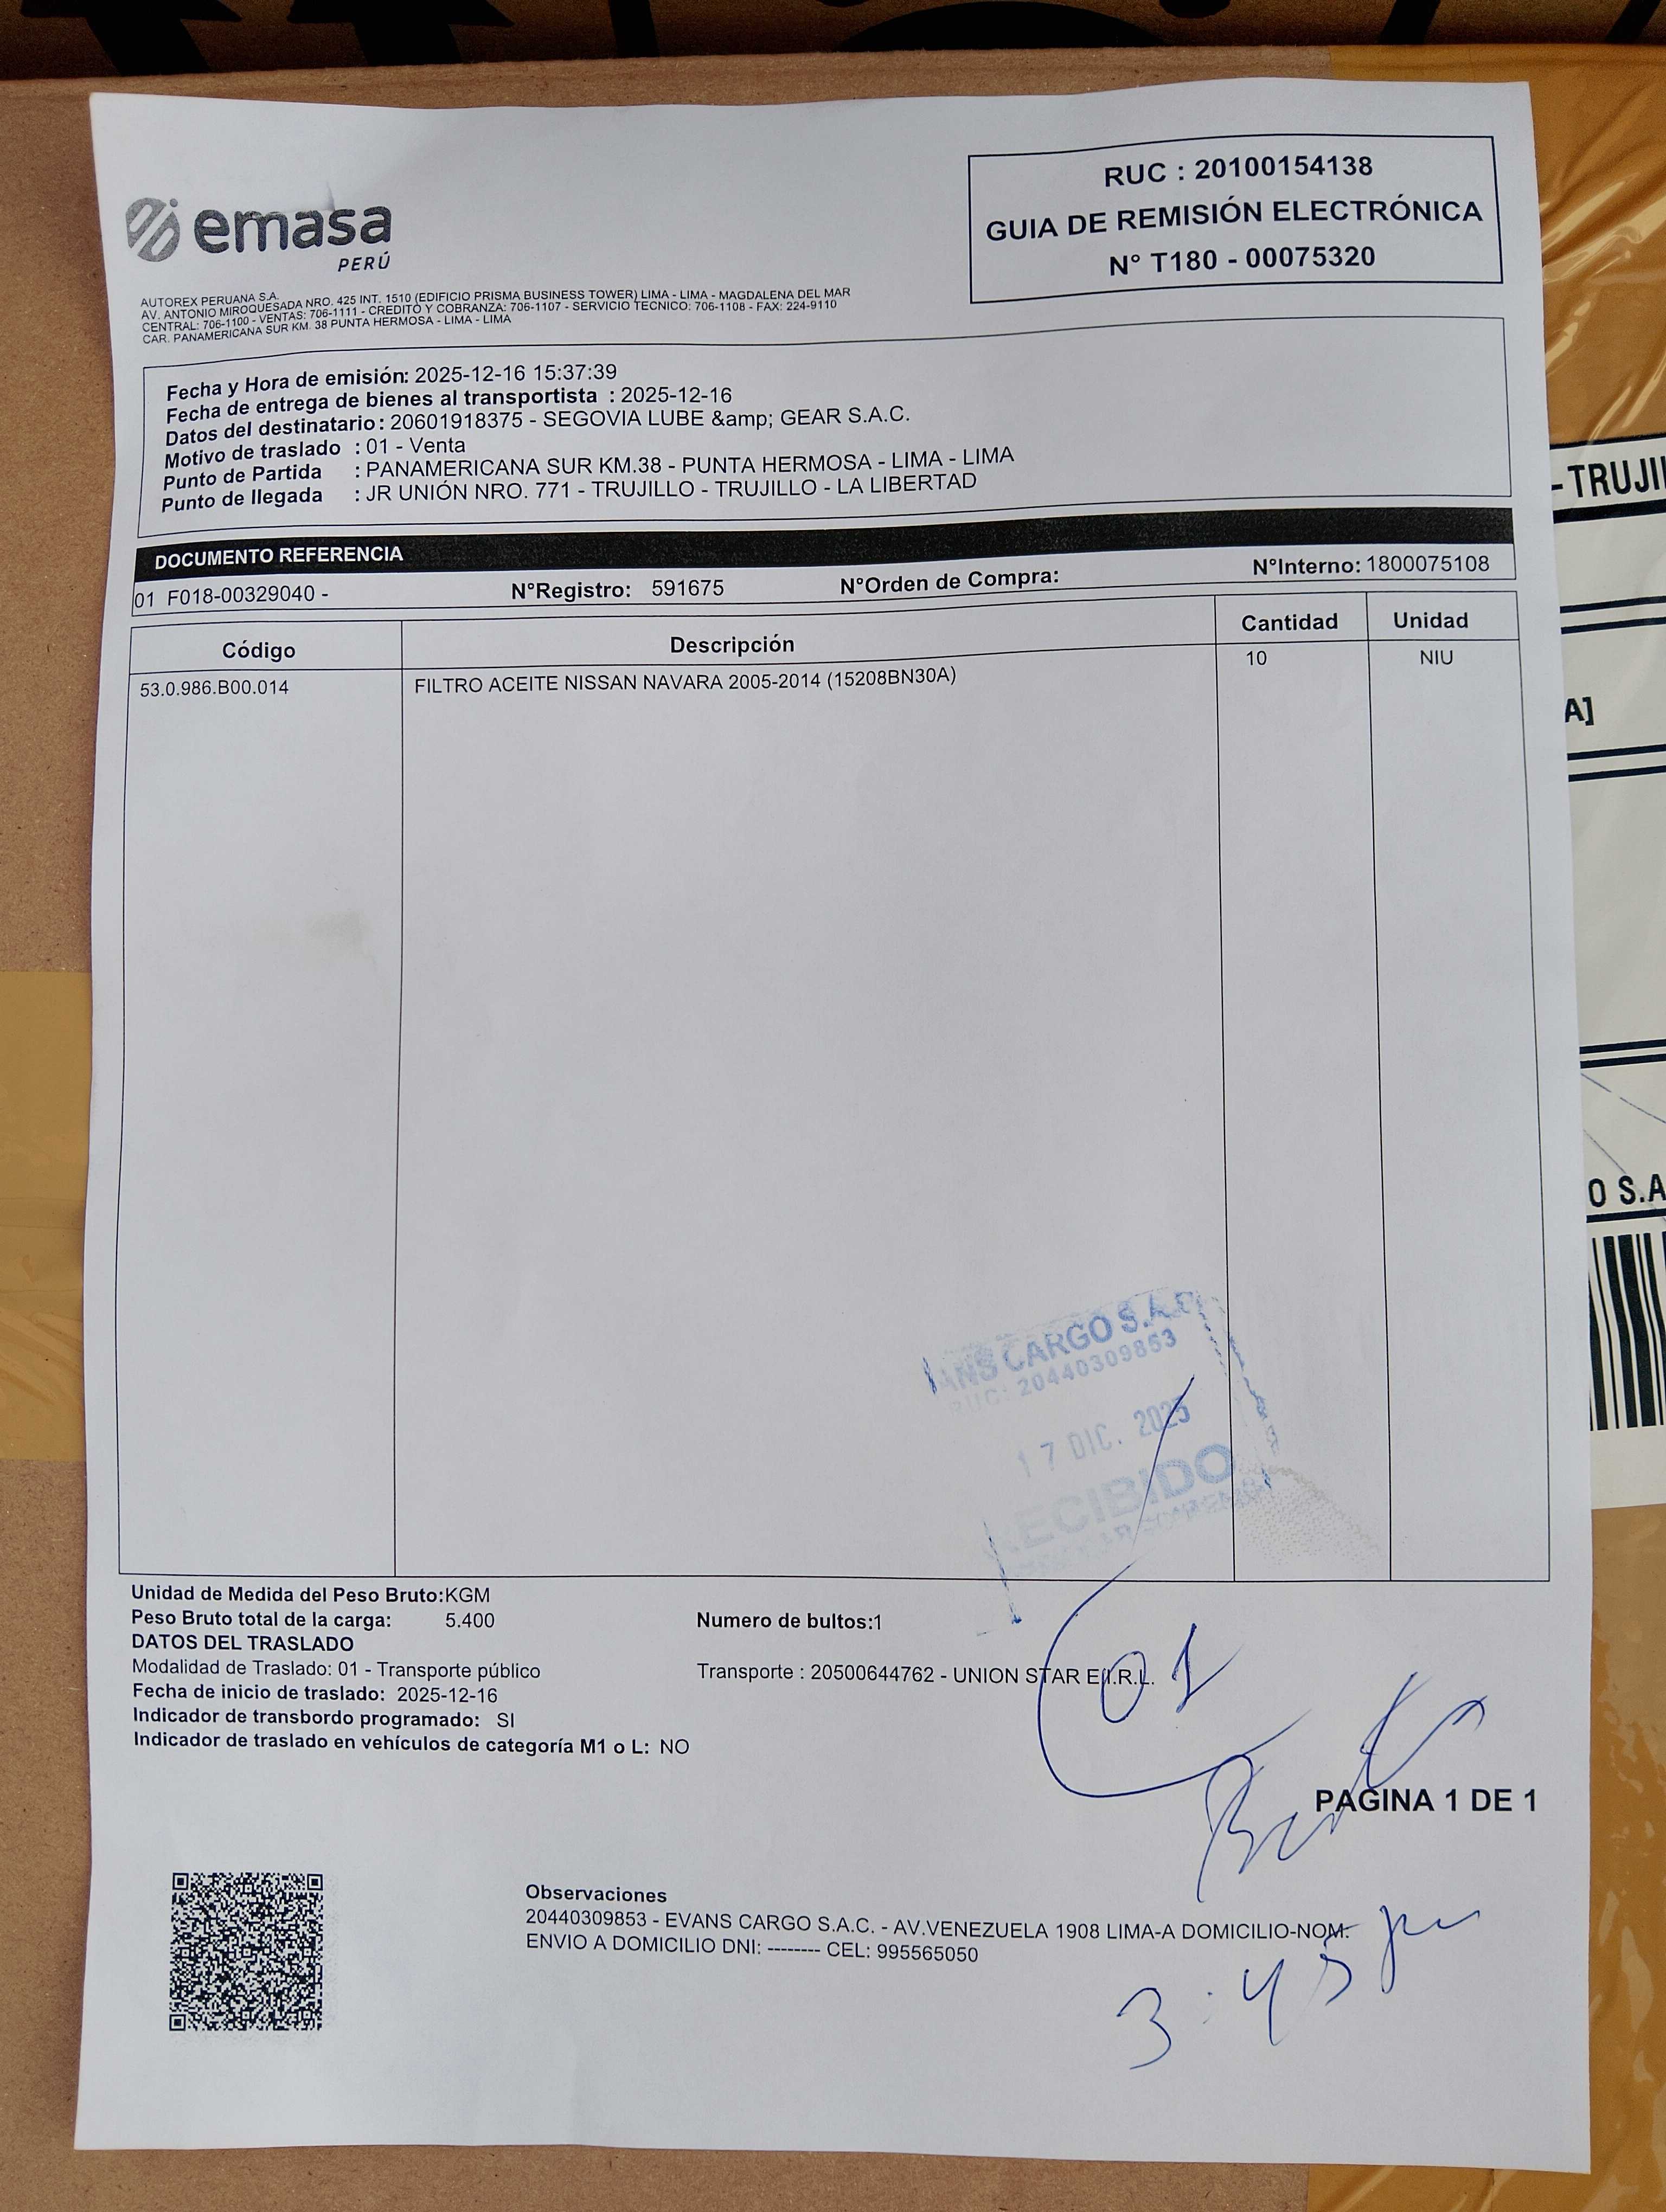 emasa
PERÚ
RUC : 20100154138
GUIA DE REMISIÓN ELECTRÓNICA
N° T180 - 00075320
AUTOREX PERUANA S.A.
AV. ANTONIO MIROQUESADA NRO. 425 INT. 1510 (EDIFICIO PRISMA BUSINESS TOWER) LIMA - LIMA - MAGDALENA DEL MAR
CENTRAL: 706-1100 - VENTAS: 706-1111 - CREDITO Y COBRANZA: 706-1107 - SERVICIO TECNICO: 706-1108 - FAX: 224-9110
CAR. PANAMERICANA SUR KM. 38 PUNTA HERMOSA - LIMA - LIMA
Fecha y Hora de emisión: 2025-12-16 15:37:39
Fecha de entrega de bienes al transportista : 2025-12-16
Datos del destinatario: 20601918375 - SEGOVIA LUBE &amp; GEAR S.A.C.
Motivo de traslado : 01 - Venta
Punto de Partida : PANAMERICANA SUR KM.38 - PUNTA HERMOSA - LIMA - LIMA
Punto de llegada : JR UNIÓN NRO. 771 - TRUJILLO - TRUJILLO - LA LIBERTAD
DOCUMENTO REFERENCIA
01 F018-00329040 - N°Registro: 591675 N°Orden de Compra: N°Interno: 1800075108
Código Descripción Cantidad Unidad
53.0.986.B00.014 FILTRO ACEITE NISSAN NAVARA 2005-2014 (15208BN30A) 10 NIU
ANS CARGO S.A.C
RUC: 20440309853
17 DIC. 2025
RECIBIDO
Unidad de Medida del Peso Bruto:KGM
Peso Bruto total de la carga: 5.400 Numero de bultos:1
DATOS DEL TRASLADO
Modalidad de Traslado: 01 - Transporte público Transporte : 20500644762 - UNION STAR E.I.R.L.
Fecha de inicio de traslado: 2025-12-16
Indicador de transbordo programado: SI
Indicador de traslado en vehículos de categoría M1 o L: NO
01
PAGINA 1 DE 1
Observaciones
20440309853 - EVANS CARGO S.A.C. - AV.VENEZUELA 1908 LIMA-A DOMICILIO-NOM:
ENVIO A DOMICILIO DNI: -------- CEL: 995565050
3:45 pm
- TRUJI
A]
O S.A